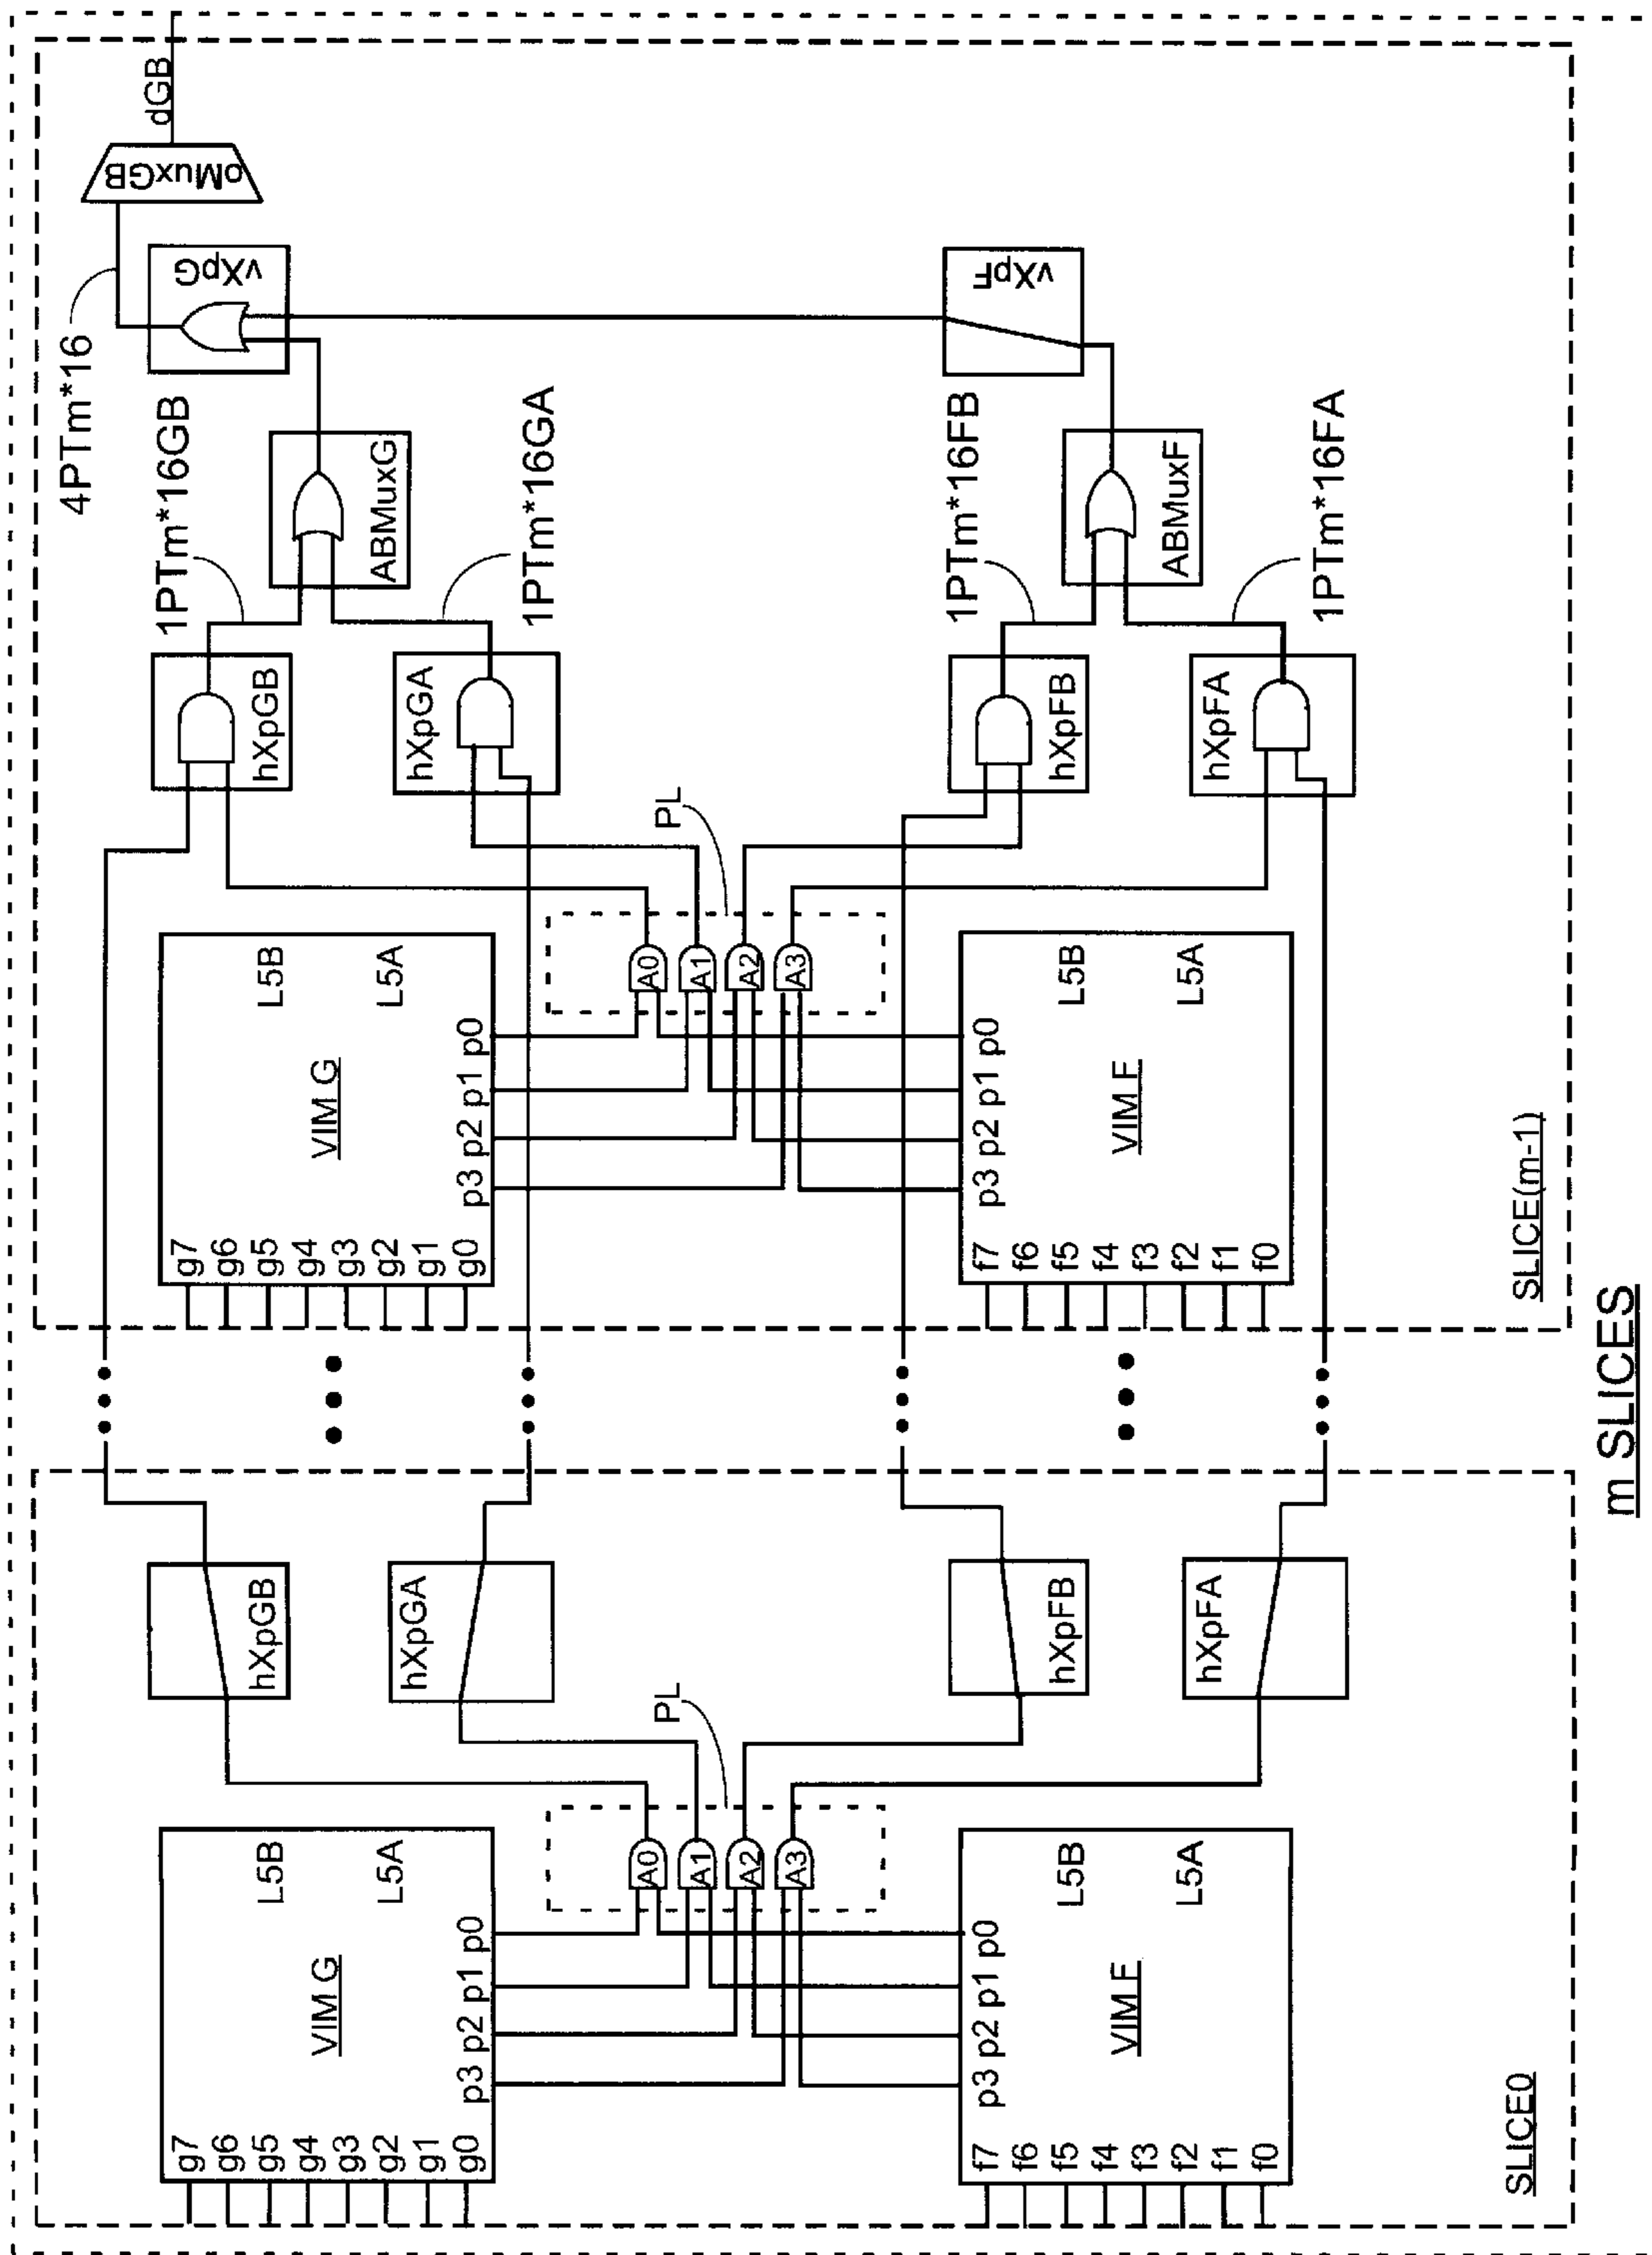 VIM G
g7
g6
g5
g4
g3
g2
g1
g0
p3 p2 p1 p0
L5B
L5A
VIM F
f7
f6
f5
f4
f3
f2
f1
f0
p3 p2 p1 p0
L5B
L5A
A0
A1
A2
A3
PL
hXpGB
hXpGA
hXpFB
hXpFA
SLICE0
VIM G
g7
g6
g5
g4
g3
g2
g1
g0
p3 p2 p1 p0
L5B
L5A
VIM F
f7
f6
f5
f4
f3
f2
f1
f0
p3 p2 p1 p0
L5B
L5A
A0
A1
A2
A3
PL
hXpGB
hXpGA
hXpFB
hXpFA
1PTm*16GB
1PTm*16GA
1PTm*16FB
1PTm*16FA
ABMuxG
ABMuxF
4PTm*16
vXpG
vXpF
oMuxGB
dGB
SLICE(m-1)
m SLICES